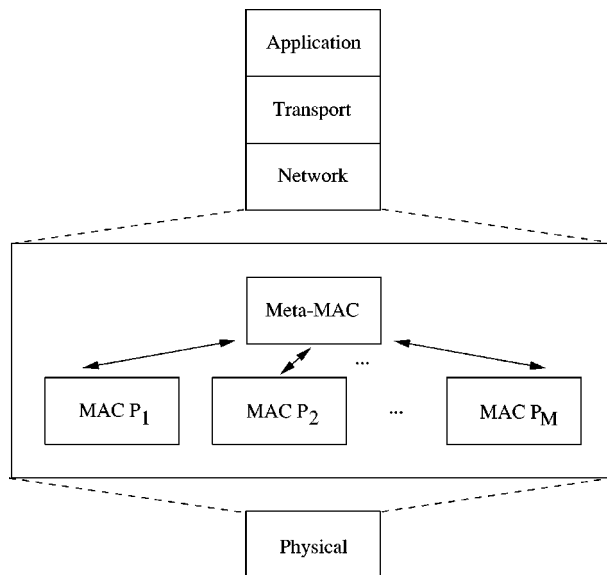 Application
Transport
Network
Meta-MAC
...
MAC P1
MAC P2
...
MAC PM
Physical